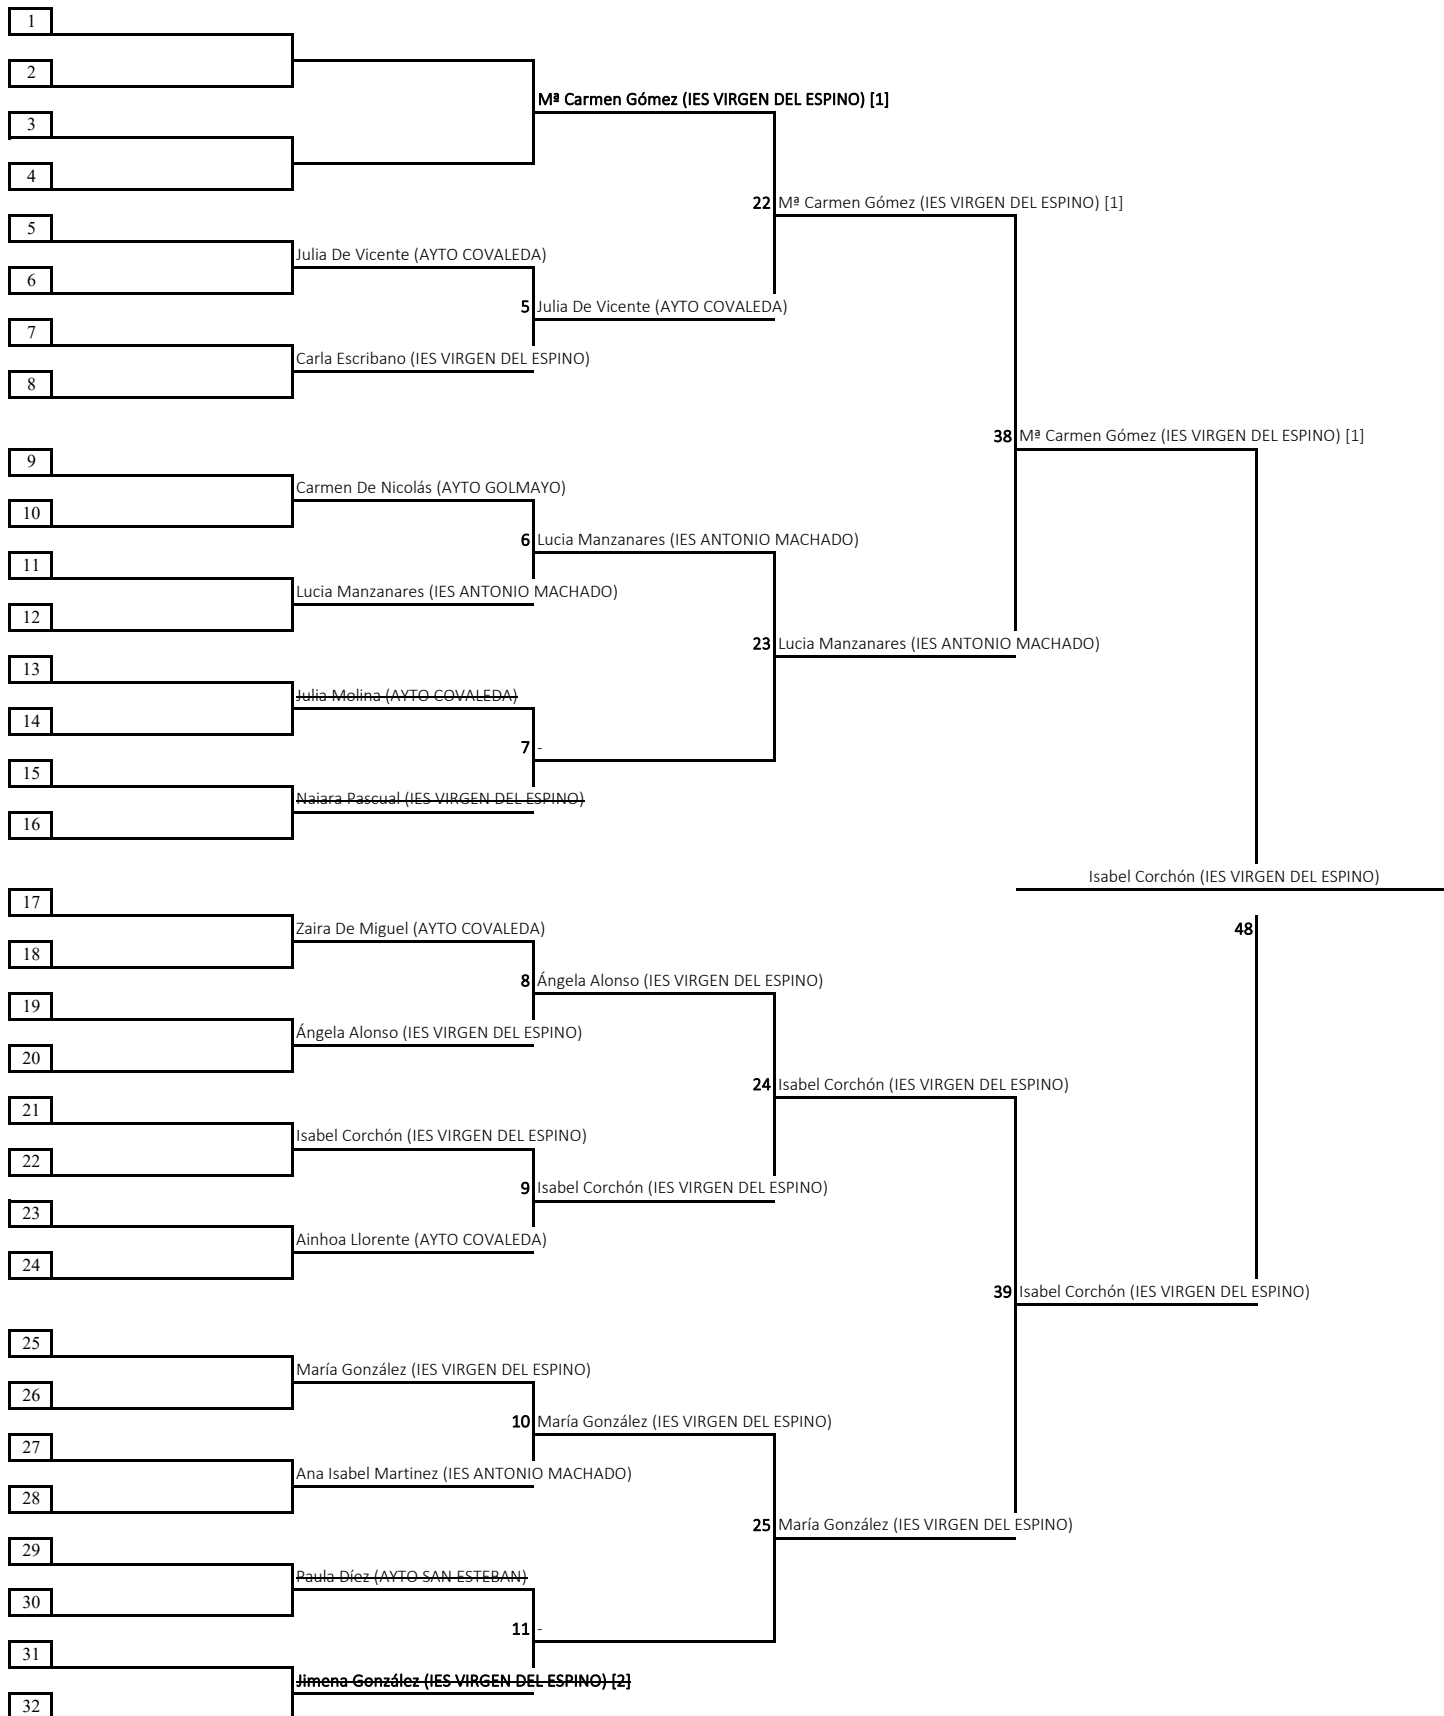 1
2
Mª Carmen Gómez (IES VIRGEN DEL ESPINO) [1]
3
4
22 Mª Carmen Gómez (IES VIRGEN DEL ESPINO) [1]
5
Julia De Vicente (AYTO COVALEDA)
6
5 Julia De Vicente (AYTO COVALEDA)
7
Carla Escribano (IES VIRGEN DEL ESPINO)
8
38 Mª Carmen Gómez (IES VIRGEN DEL ESPINO) [1]
9
Carmen De Nicolás (AYTO GOLMAYO)
10
6 Lucia Manzanares (IES ANTONIO MACHADO)
11
Lucia Manzanares (IES ANTONIO MACHADO)
12
23 Lucia Manzanares (IES ANTONIO MACHADO)
13
Julia Molina (AYTO COVALEDA)
14
7 -
15
Naiara Pascual (IES VIRGEN DEL ESPINO)
16
Isabel Corchón (IES VIRGEN DEL ESPINO)
17
Zaira De Miguel (AYTO COVALEDA)
48
18
8 Ángela Alonso (IES VIRGEN DEL ESPINO)
19
Ángela Alonso (IES VIRGEN DEL ESPINO)
20
24 Isabel Corchón (IES VIRGEN DEL ESPINO)
21
Isabel Corchón (IES VIRGEN DEL ESPINO)
22
9 Isabel Corchón (IES VIRGEN DEL ESPINO)
23
Ainhoa Llorente (AYTO COVALEDA)
24
39 Isabel Corchón (IES VIRGEN DEL ESPINO)
25
María González (IES VIRGEN DEL ESPINO)
26
10 María González (IES VIRGEN DEL ESPINO)
27
Ana Isabel Martinez (IES ANTONIO MACHADO)
28
25 María González (IES VIRGEN DEL ESPINO)
29
Paula Díez (AYTO SAN ESTEBAN)
30
11 -
31
Jimena González (IES VIRGEN DEL ESPINO) [2]
32